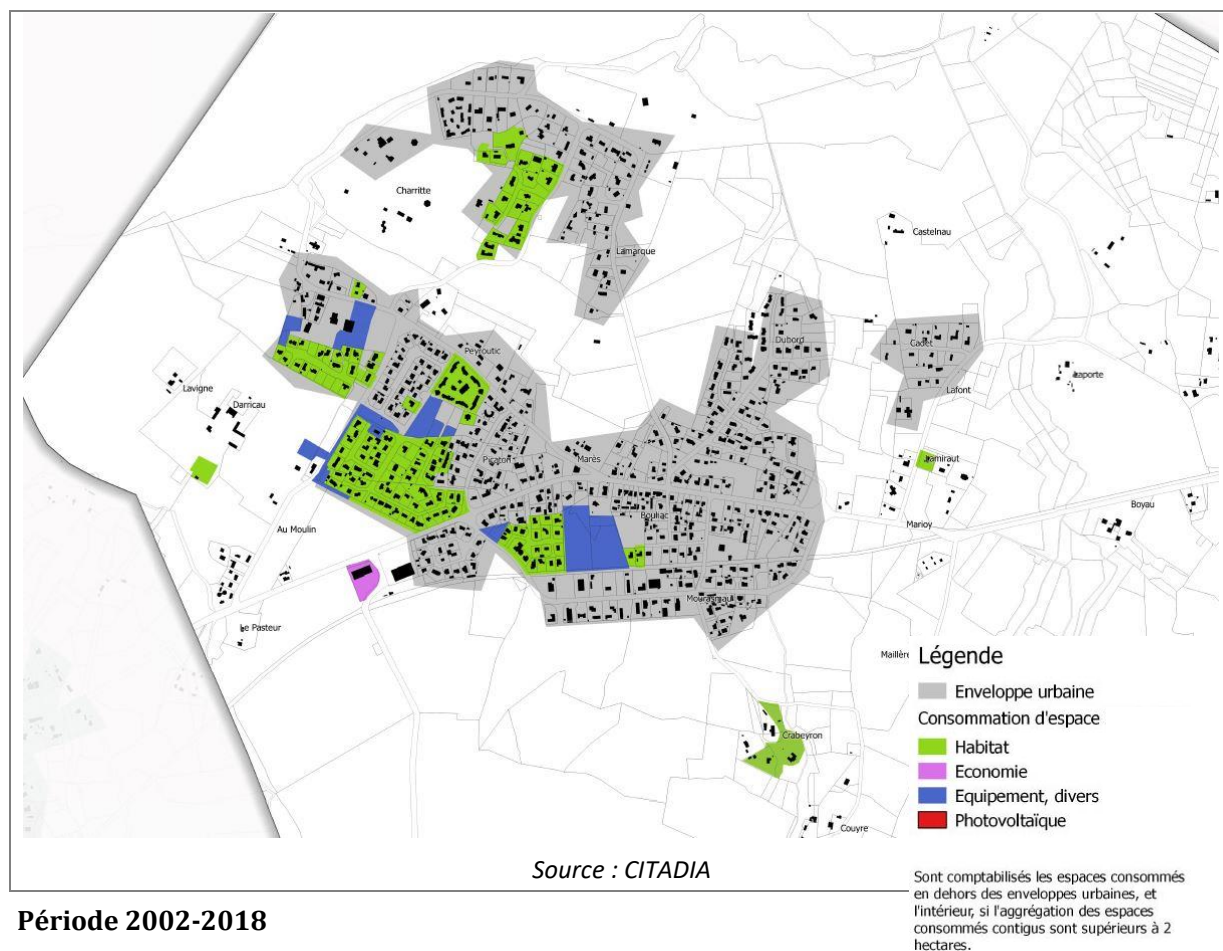 Charritte
Lamarque
Castelnau
Dubord
Cadet
Lafont
Laporte
Peyroutic
Lavigne
Darricau
Marès
Lamiraut
Boyau
Bouliac
Marioy
Au Moulin
Le Pasteur
Maillère
Crabeyron
Couyre
Légende
Enveloppe urbaine
Consommation d'espace
Habitat
Economie
Equipement, divers
Photovoltaïque
Source : CITADIA
Sont comptabilisés les espaces consommés
en dehors des enveloppes urbaines, et
l'intérieur, si l'aggrégation des espaces
consommés contigus sont supérieurs à 2
hectares.
Période 2002-2018